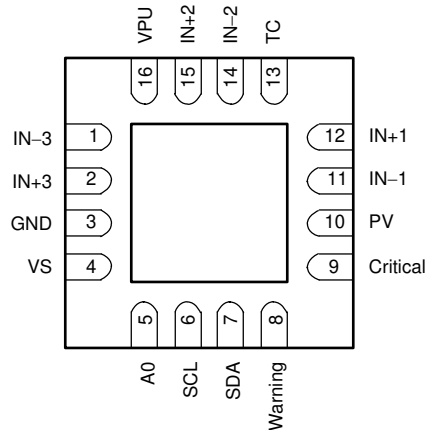 VPU
IN+2
IN−2
TC
16
15
14
13
IN−3 1
12 IN+1
IN+3 2
11 IN−1
GND 3
10 PV
VS 4
9 Critical
5
6
7
8
A0
SCL
SDA
Warning